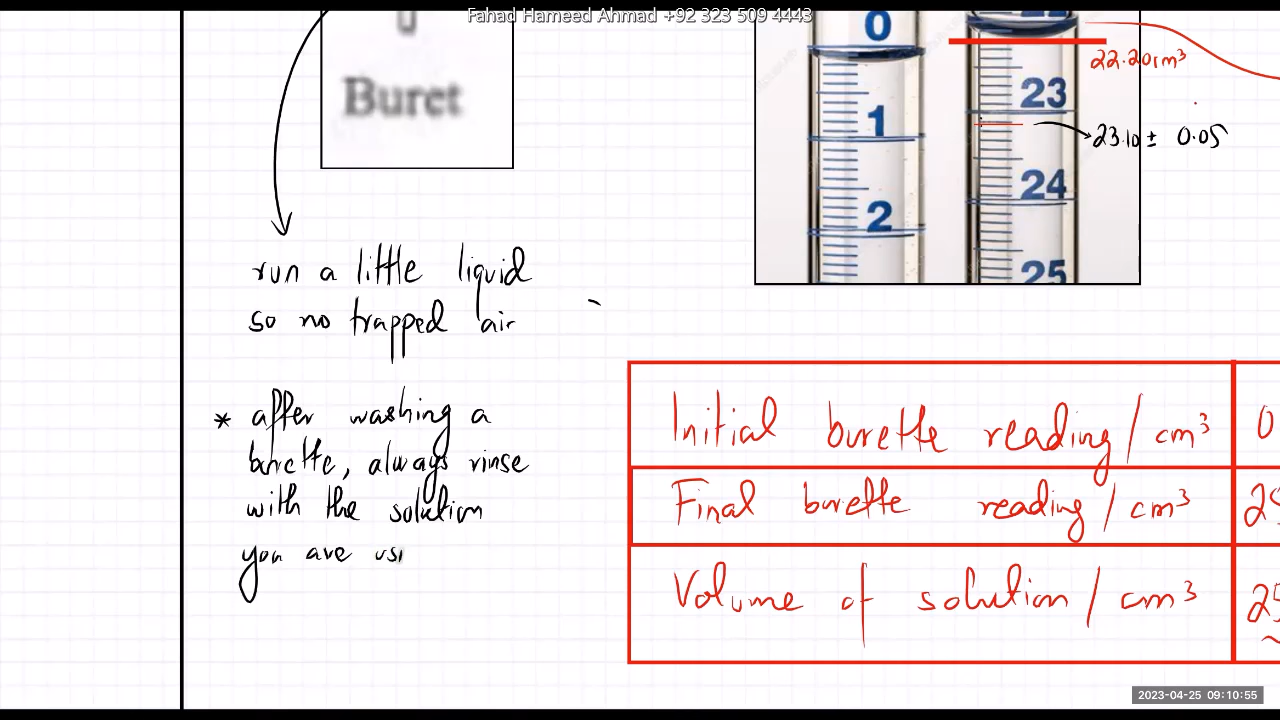 Fahad Hameed Ahmad +92 323 509 4443
Buret
run a little liquid
so no trapped air
* after washing a
burette, always rinse
with the solution
you are usi
0
1
2
22.20cm³
23
23.10 ± 0.05
24
25
Initial burette reading / cm³ 0
Final burette reading / cm³
Volume of solution / cm³
2023-04-25 09:10:55